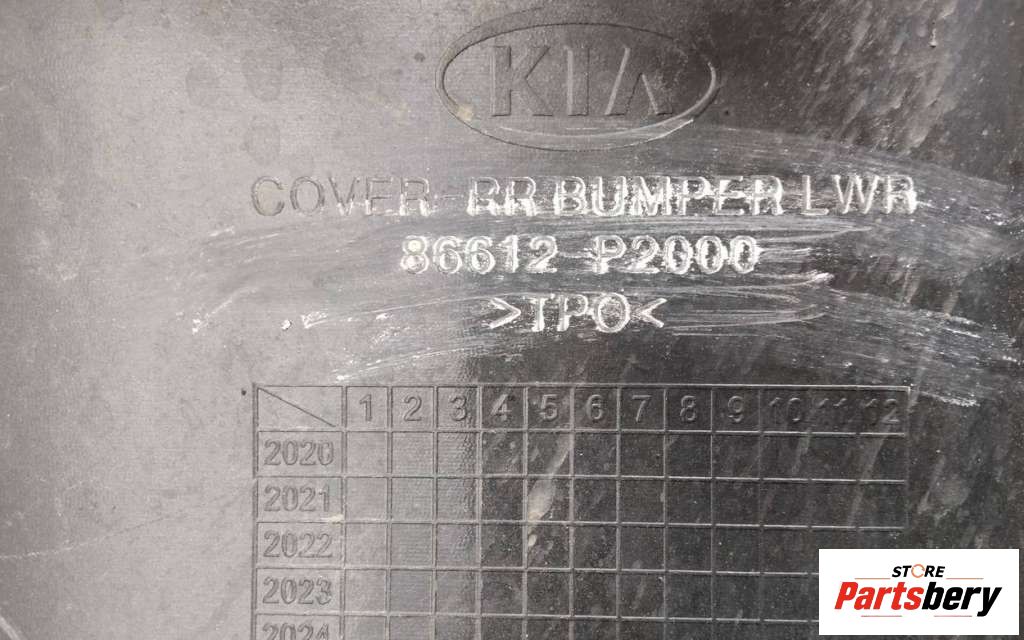 KIA
COVER-RR BUMPER LWR
86612-P2000
>TPO<
1 2 3 4 5 6 7 8 9 10 11 12
2020
2021
2022
2023
2024
STORE
Partsbery